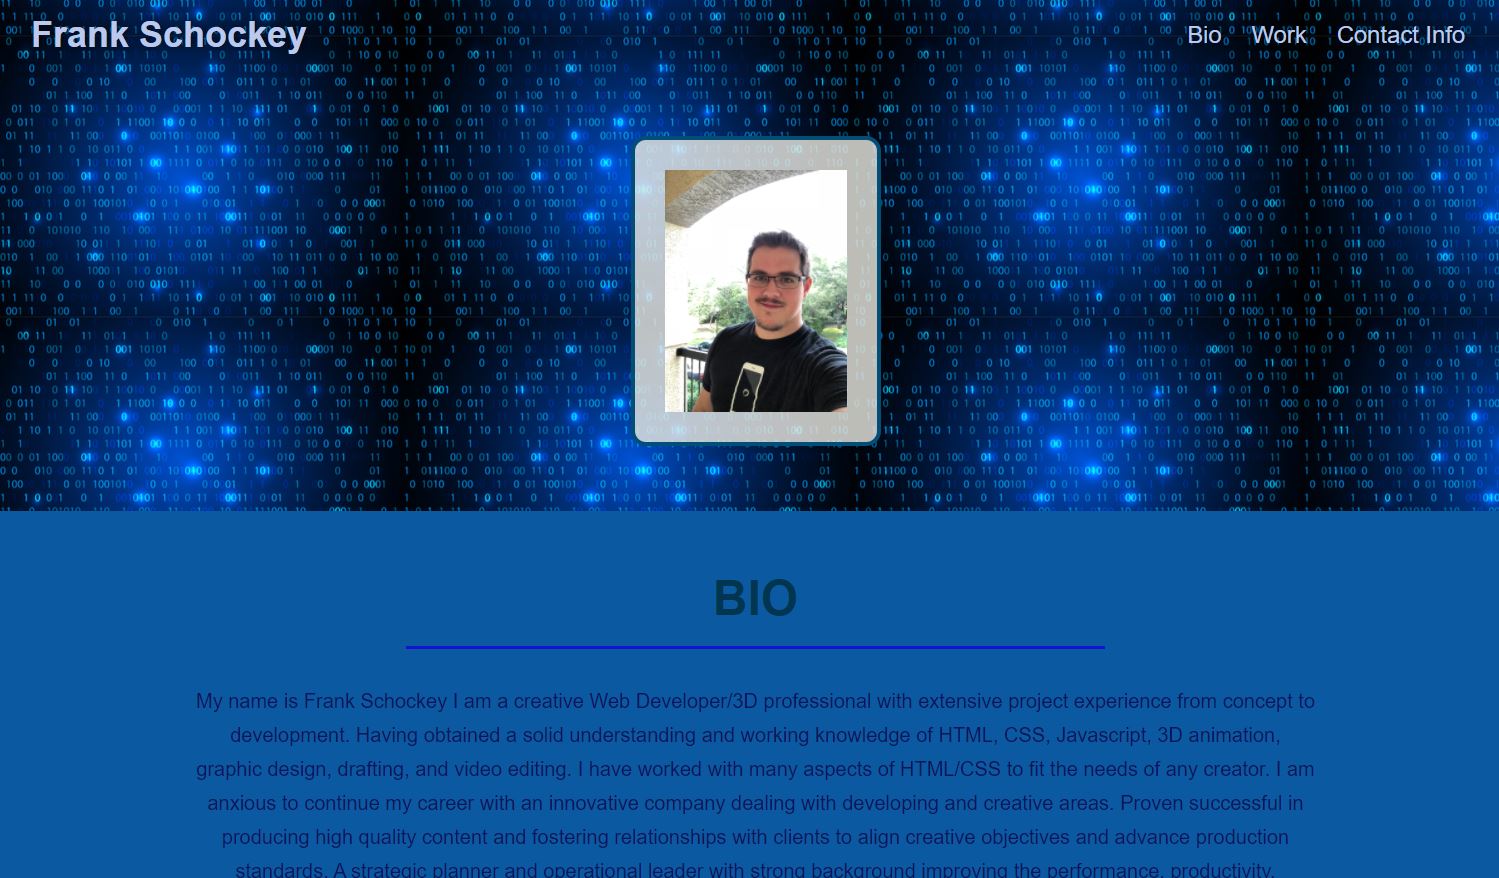 Frank Schockey
Bio Work Contact Info
BIO
My name is Frank Schockey I am a creative Web Developer/3D professional with extensive project experience from concept to
development. Having obtained a solid understanding and working knowledge of HTML, CSS, Javascript, 3D animation,
graphic design, drafting, and video editing. I have worked with many aspects of HTML/CSS to fit the needs of any creator. I am
anxious to continue my career with an innovative company dealing with developing and creative areas. Proven successful in
producing high quality content and fostering relationships with clients to align creative objectives and advance production
standards. A strategic planner and operational leader with strong background improving the performance, productivity,